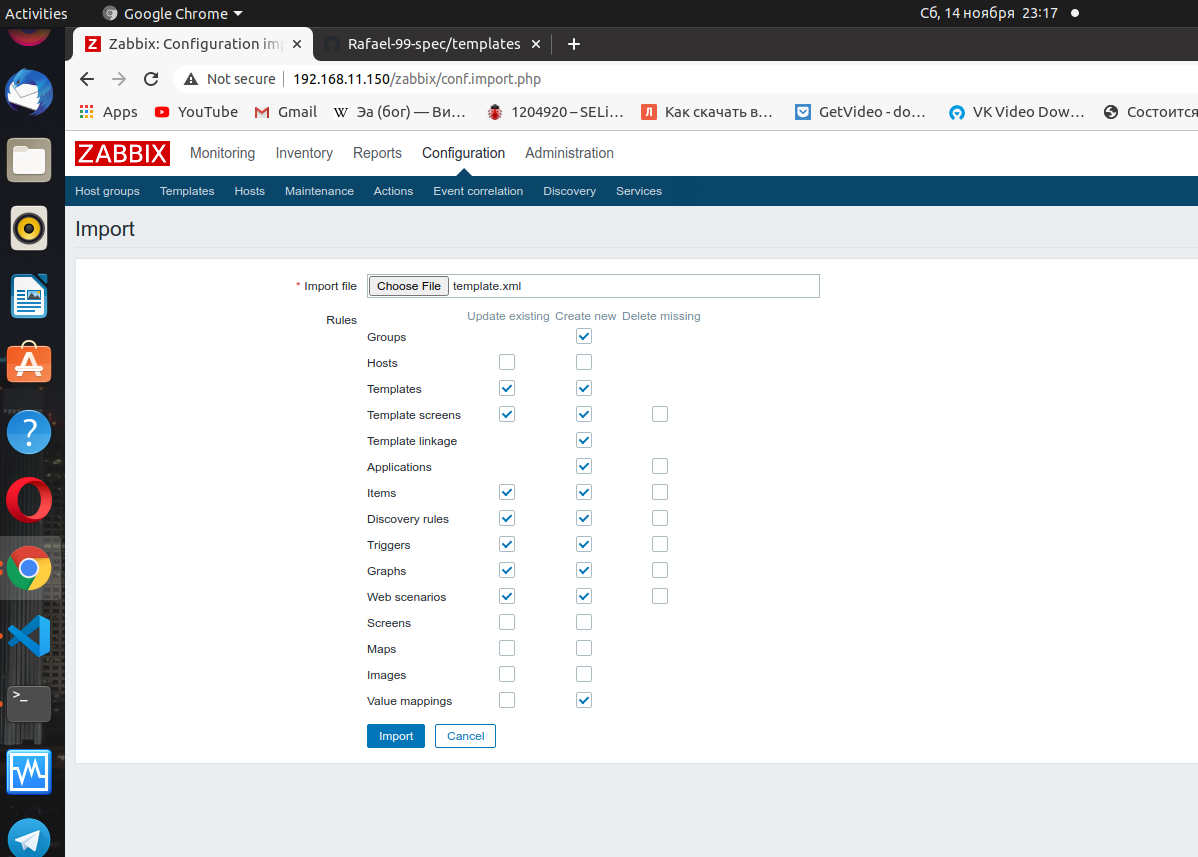 Activities Google Chrome Сб, 14 ноября 23:17
Zabbix: Configuration im Rafael-99-spec/templates
Not secure 192.168.11.150/zabbix/conf.import.php
Apps YouTube Gmail W Эа (бог) — Ви... 1204920 – SELi... Л Как скачать в... GetVideo - do... VK Video Dow... Состоится
ZABBIX Monitoring Inventory Reports Configuration Administration
Host groups Templates Hosts Maintenance Actions Event correlation Discovery Services
Import
* Import file Choose File template.xml
Rules Update existing Create new Delete missing
Groups
Hosts
Templates
Template screens
Template linkage
Applications
Items
Discovery rules
Triggers
Graphs
Web scenarios
Screens
Maps
Images
Value mappings
Import Cancel